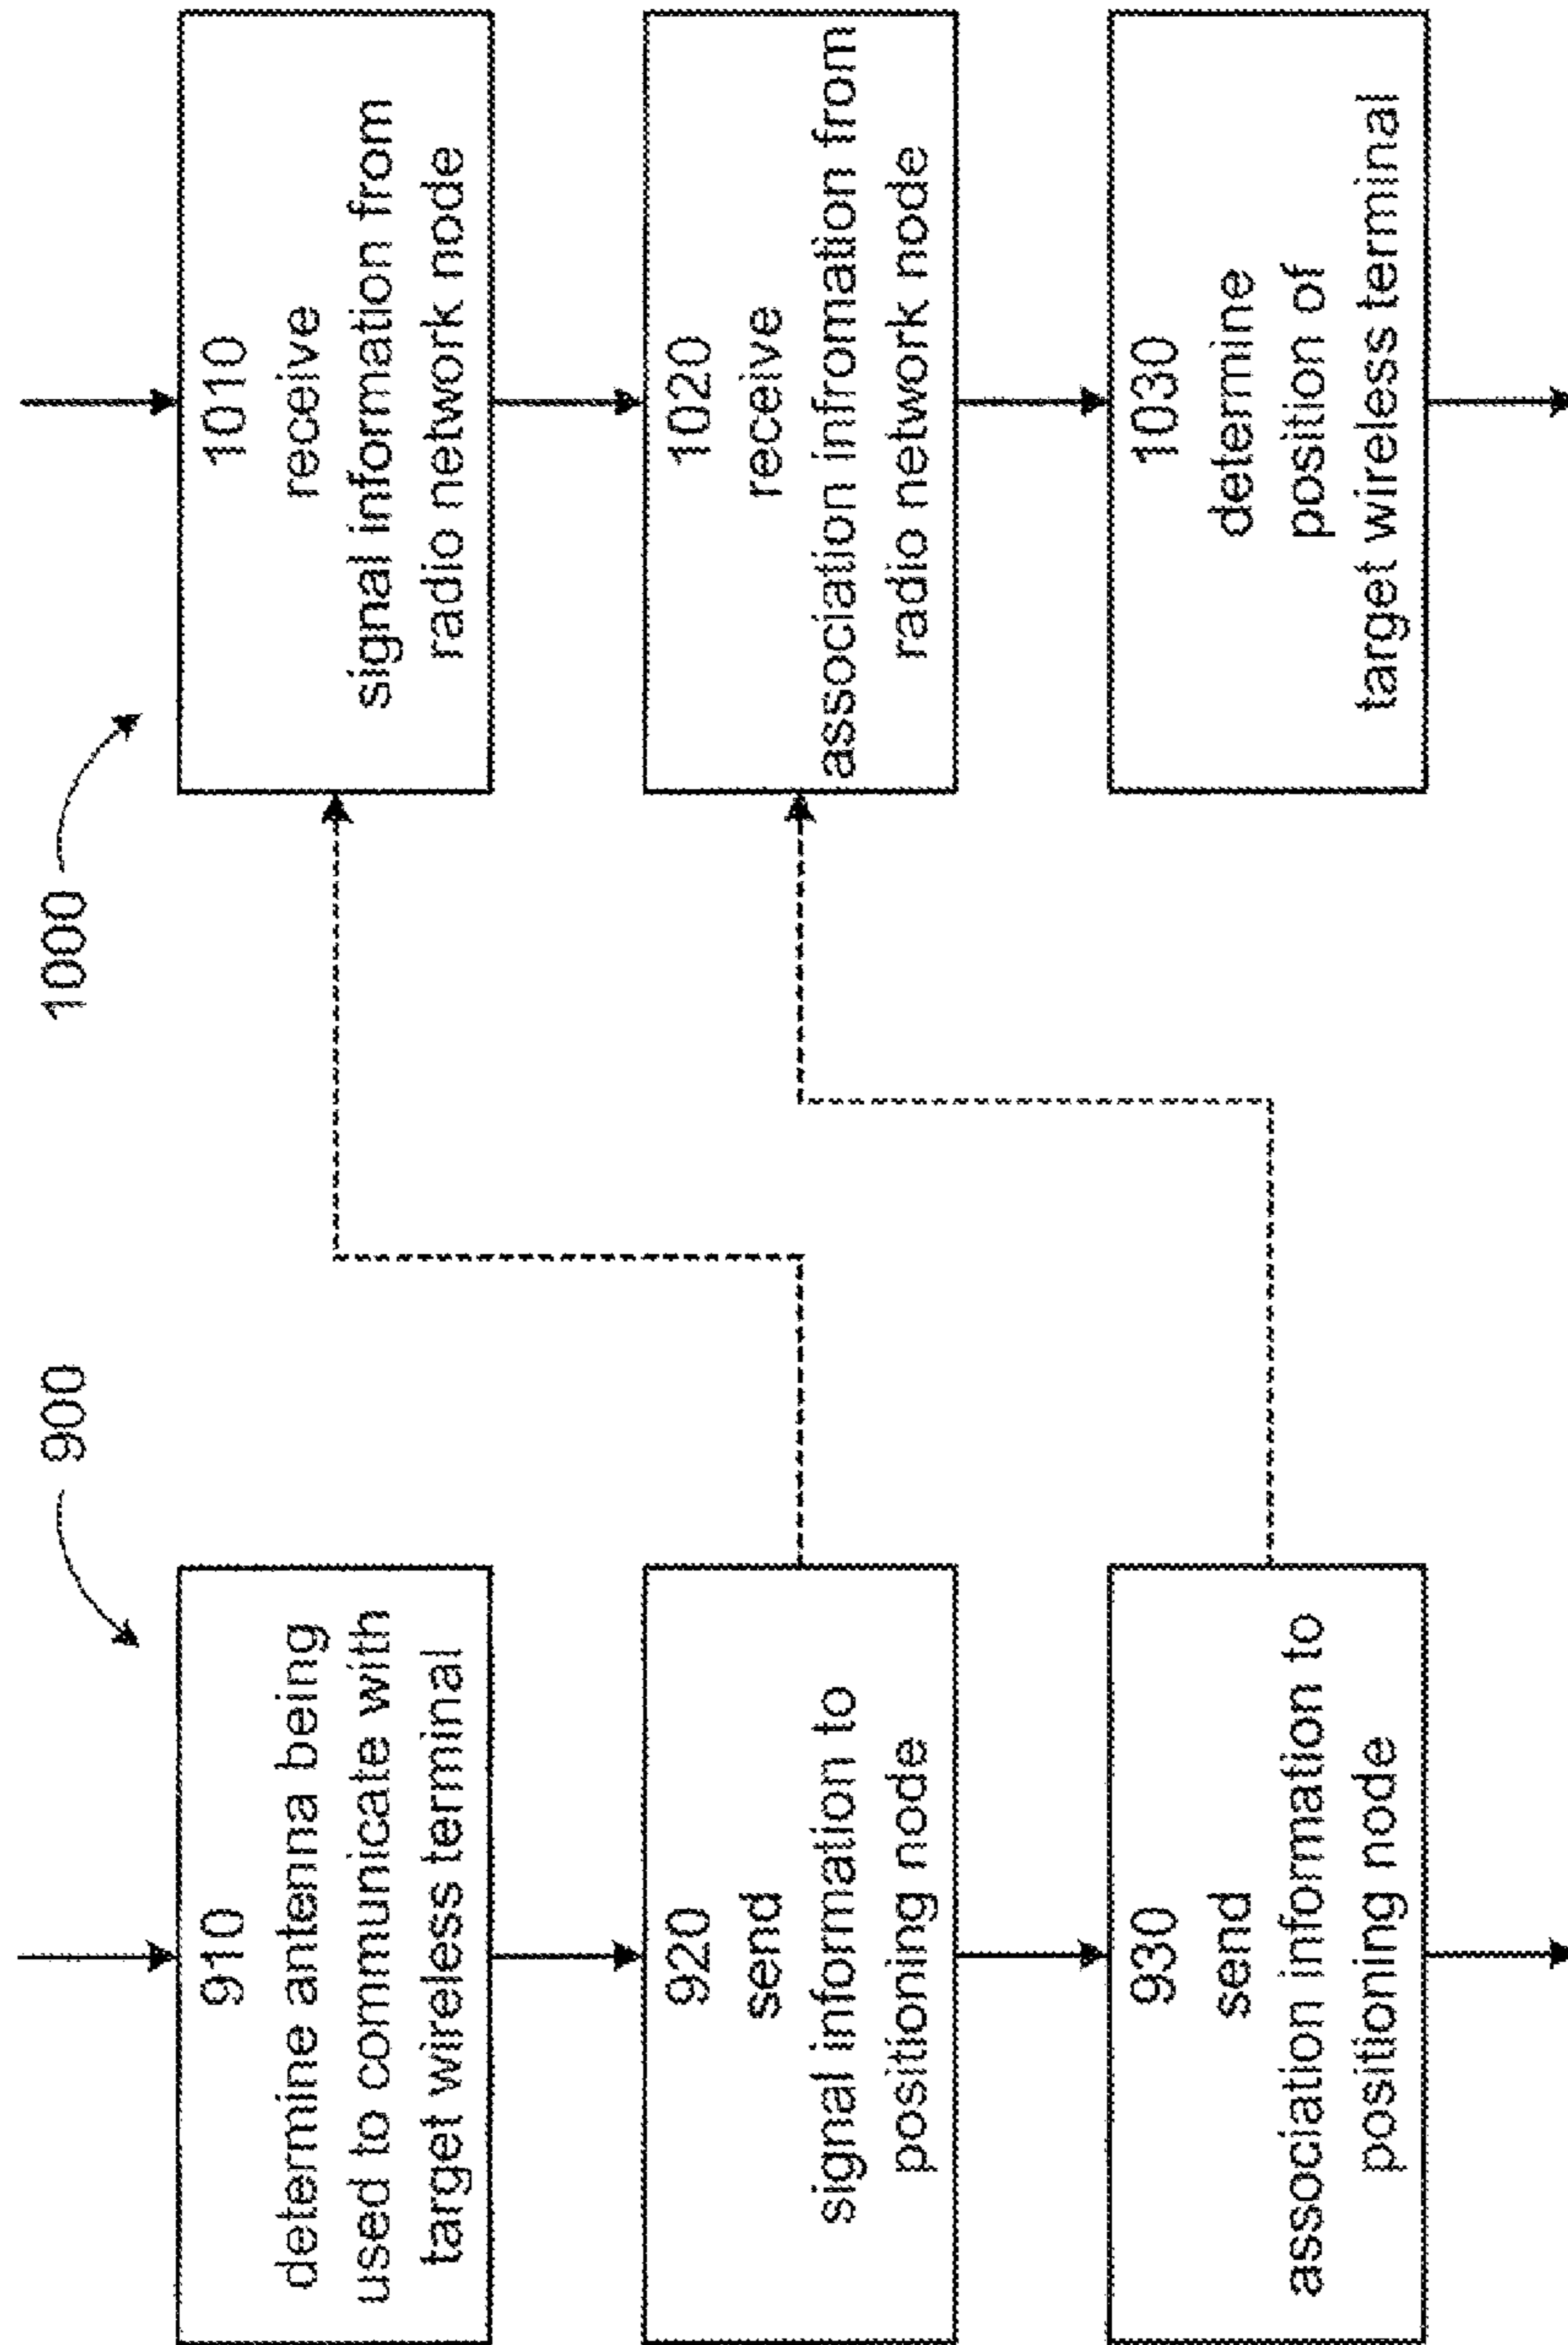 900
910
determine antenna being
used to communicate with
target wireless terminal
920
send
signal information to
positioning node
930
send
association information to
positioning node
1000
1010
receive
signal information from
radio network node
1020
receive
association infromation from
radio network node
1030
determine
position of
target wireless terminal